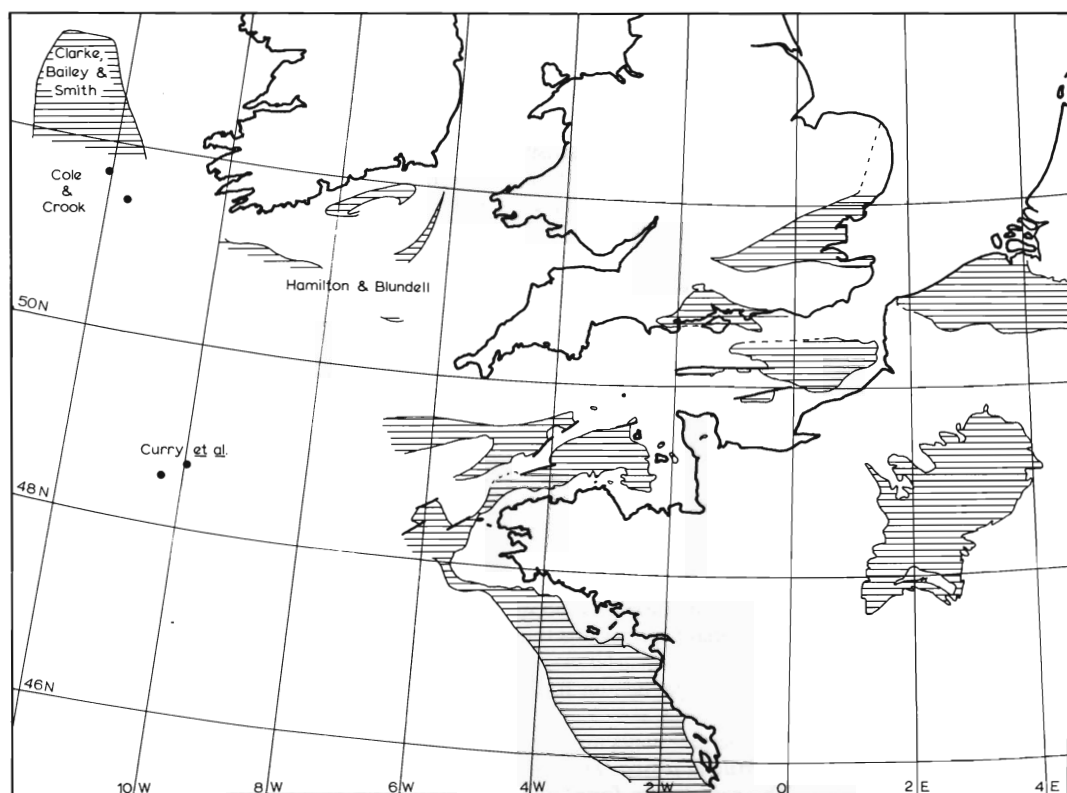 Clarke,
Bailey &
Smith
Cole
&
Crook
Hamilton & Blundell
50N
Curry et al.
48N
46N
10W
8W
6W
4W
2W
0
2E
4E